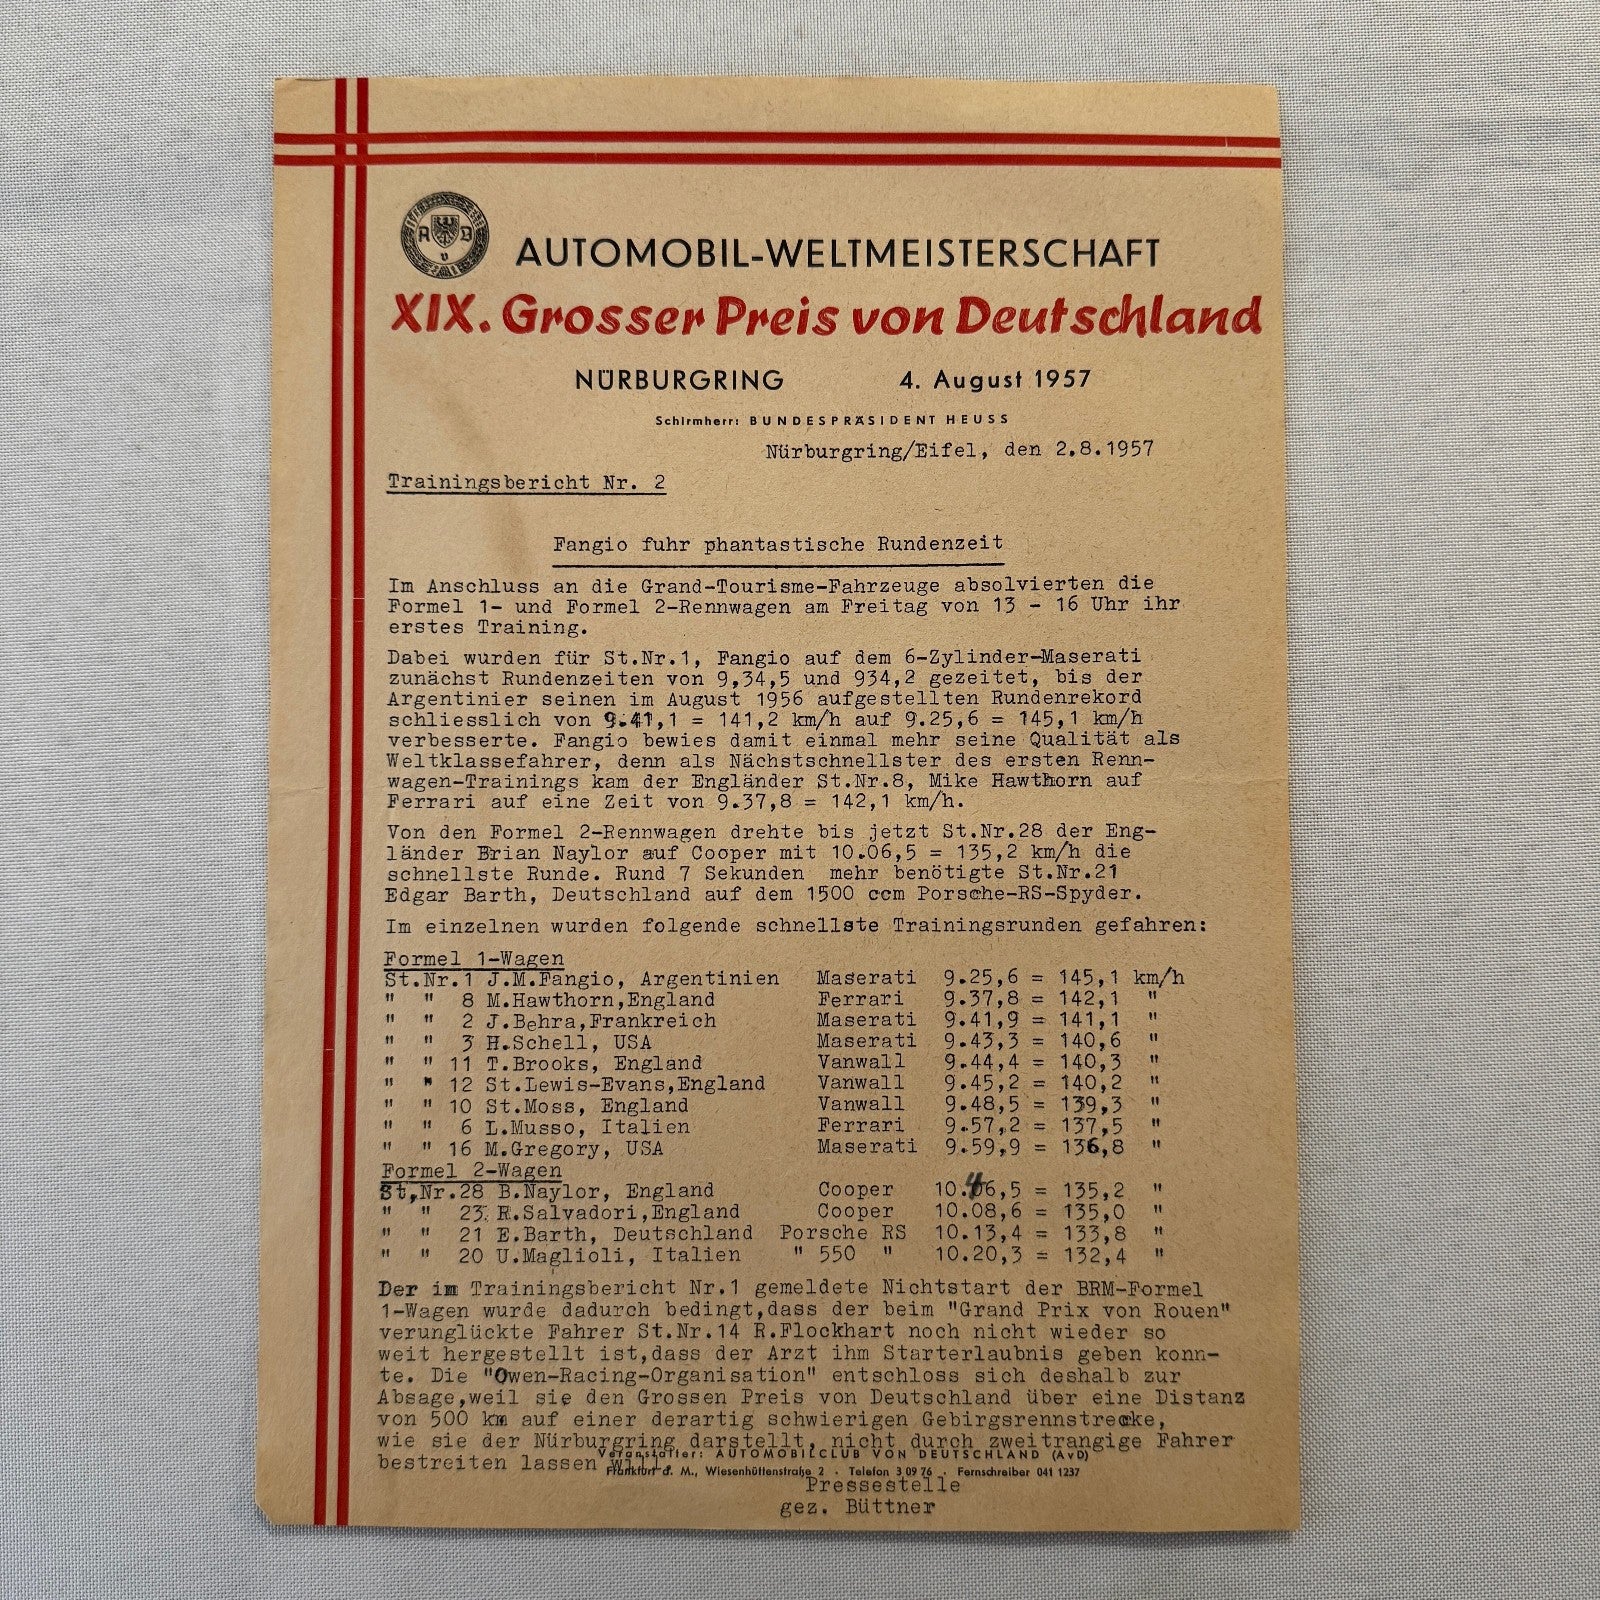 A v D
AUTOMOBIL-WELTMEISTERSCHAFT
XIX. Grosser Preis von Deutschland
NÜRBURGRING 4. August 1957
Schirmherr: BUNDESPRÄSIDENT HEUSS
Nürburgring/Eifel, den 2.8.1957
Trainingsbericht Nr. 2
Fangio fuhr phantastische Rundenzeit
Im Anschluss an die Grand-Tourisme-Fahrzeuge absolvierten die
Formel 1- und Formel 2-Rennwagen am Freitag von 13 - 16 Uhr ihr
erstes Training.
Dabei wurden für St.Nr.1, Fangio auf dem 6-Zylinder-Maserati
zunächst Rundenzeiten von 9,34,5 und 934,2 gezeitet, bis der
Argentinier seinen im August 1956 aufgestellten Rundenrekord
schliesslich von 9.41,1 = 141,2 km/h auf 9.25,6 = 145,1 km/h
verbesserte. Fangio bewies damit einmal mehr seine Qualität als
Weltklassefahrer, denn als Nächstschnellster des ersten Renn-
wagen-Trainings kam der Engländer St.Nr.8, Mike Hawthorn auf
Ferrari auf eine Zeit von 9.37,8 = 142,1 km/h.
Von den Formel 2-Rennwagen drehte bis jetzt St.Nr.28 der Eng-
länder Brian Naylor auf Cooper mit 10.06,5 = 135,2 km/h die
schnellste Runde. Rund 7 Sekunden mehr benötigte St.Nr.21
Edgar Barth, Deutschland auf dem 1500 ccm Porsche-RS-Spyder.
Im einzelnen wurden folgende schnellste Trainingsrunden gefahren:
Formel 1-Wagen
St.Nr.1 J.M.Fangio, Argentinien Maserati 9.25,6 = 145,1 km/h
" " 8 M.Hawthorn,England Ferrari 9.37,8 = 142,1 "
" " 2 J.Behra,Frankreich Maserati 9.41,9 = 141,1 "
" " 3 H.Schell, USA Maserati 9.43,3 = 140,6 "
" " 11 T.Brooks, England Vanwall 9.44,4 = 140,3 "
" " 12 St.Lewis-Evans,England Vanwall 9.45,2 = 140,2 "
" " 10 St.Moss, England Vanwall 9.48,5 = 139,3 "
" " 6 L.Musso, Italien Ferrari 9.57,2 = 137,5 "
" " 16 M.Gregory, USA Maserati 9.59,9 = 136,8 "
Formel 2-Wagen
St,Nr.28 B.Naylor, England Cooper 10.46,5 = 135,2 "
" " 23. R.Salvadori,England Cooper 10.08,6 = 135,0 "
" " 21 E.Barth, Deutschland Porsche RS 10.13,4 = 133,8 "
" " 20 U.Maglioli, Italien " 550 " 10.20,3 = 132,4 "
Der im Trainingsbericht Nr.1 gemeldete Nichtstart der BRM-Formel
1-Wagen wurde dadurch bedingt,dass der beim "Grand Prix von Rouen"
verunglückte Fahrer St.Nr.14 R.Flockhart noch nicht wieder so
weit hergestellt ist,dass der Arzt ihm Starterlaubnis geben konn-
te. Die "Owen-Racing-Organisation" entschloss sich deshalb zur
Absage,weil sie den Grossen Preis von Deutschland über eine Distanz
von 500 km auf einer derartig schwierigen Gebirgsrennstrecke,
wie sie der Nürburgring darstellt, nicht durch zweitrangige Fahrer
Veranstalter: AUTOMOBILCLUB VON DEUTSCHLAND (AvD)
bestreiten lassen will.
Frankfurt a. M., Wiesenhüttenstraße 2 · Telefon 3 09 76 · Fernschreiber 041 1237
Pressestelle
gez. Büttner